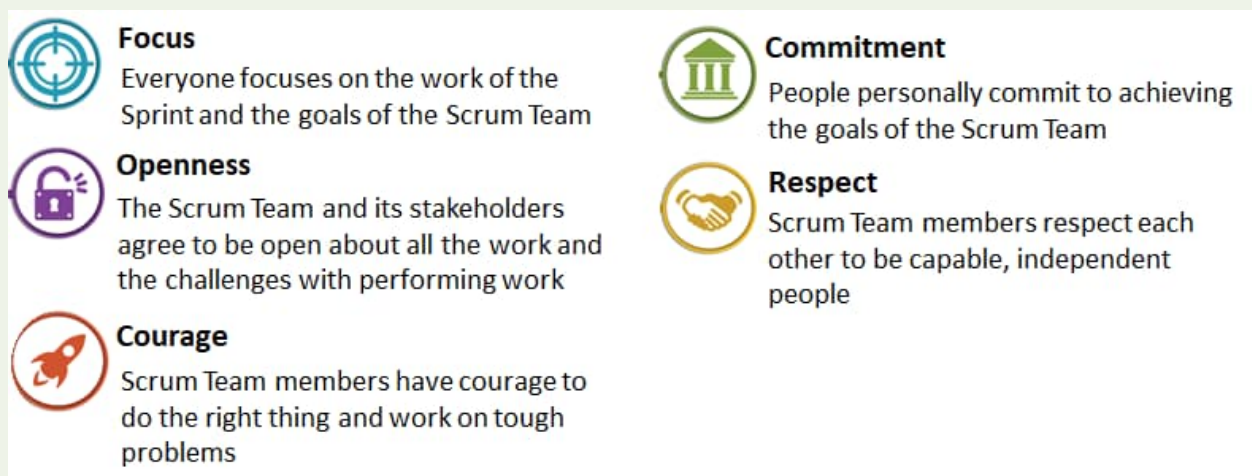 Focus
Everyone focuses on the work of the
Sprint and the goals of the Scrum Team
Openness
The Scrum Team and its stakeholders
agree to be open about all the work and
the challenges with performing work
Courage
Scrum Team members have courage to
do the right thing and work on tough
problems
Commitment
People personally commit to achieving
the goals of the Scrum Team
Respect
Scrum Team members respect each
other to be capable, independent
people